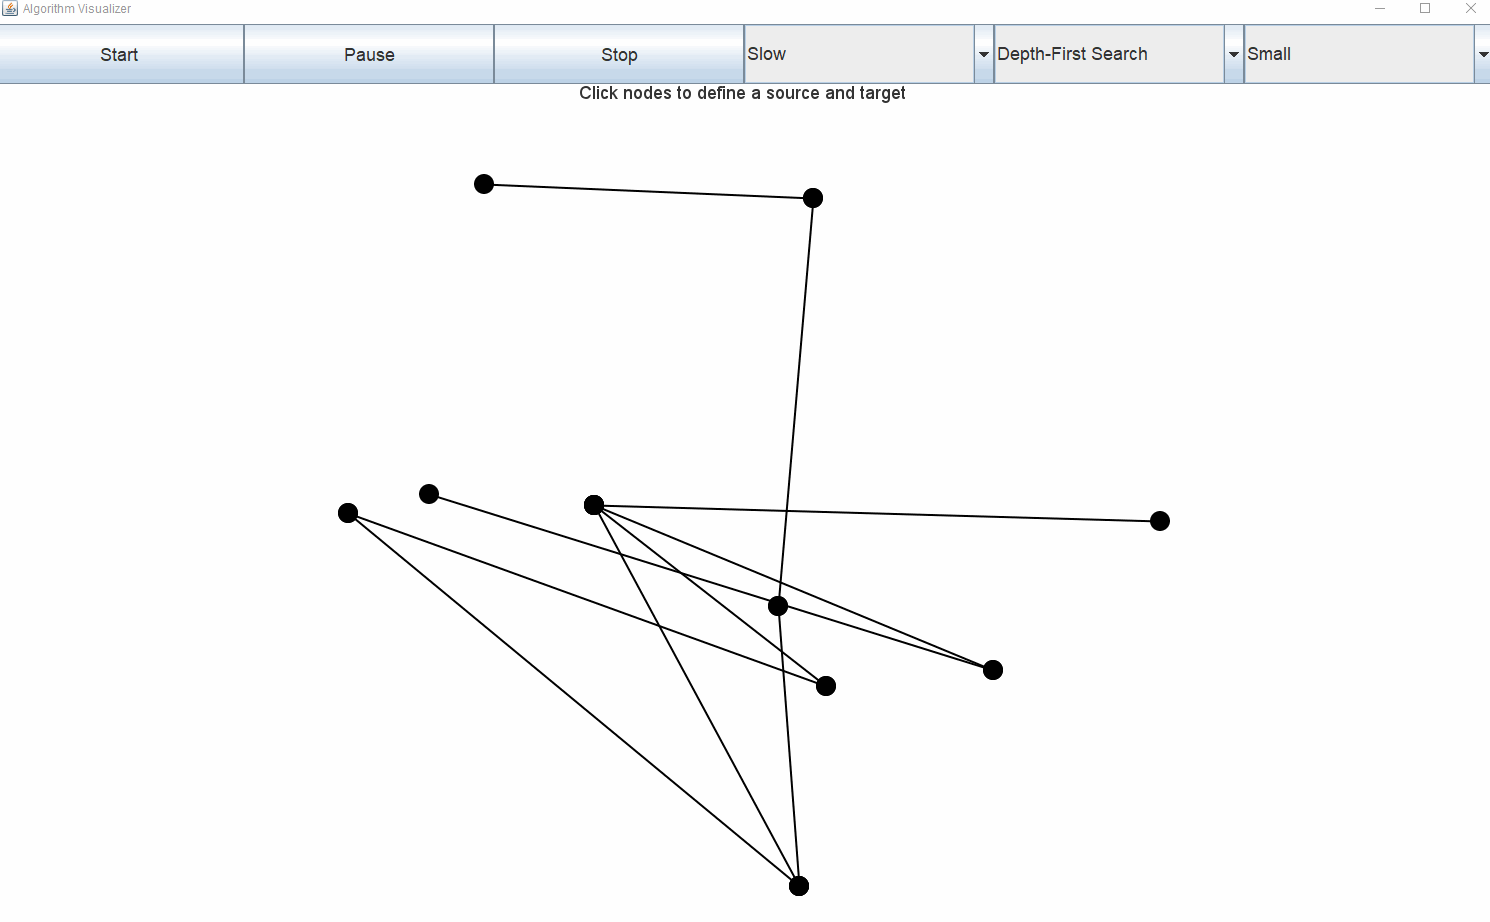 Algorithm Visualizer
Start Pause Stop Slow Depth-First Search Small
Click nodes to define a source and target